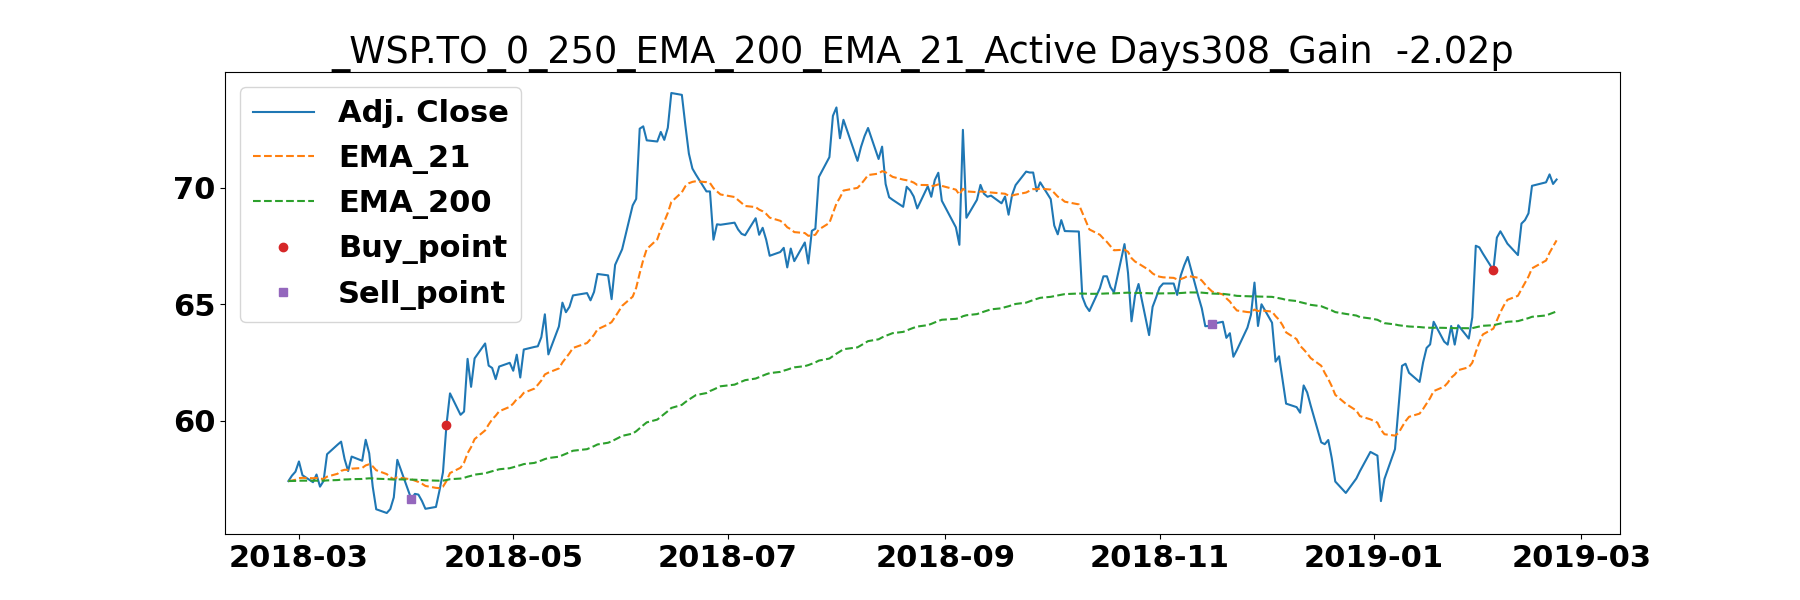 _WSP.TO_0_250_EMA_200_EMA_21_Active Days308_Gain  -2.02p
Adj. Close
EMA_21
EMA_200
Buy_point
Sell_point
70
65
60
2018-03 2018-05 2018-07 2018-09 2018-11 2019-01 2019-03